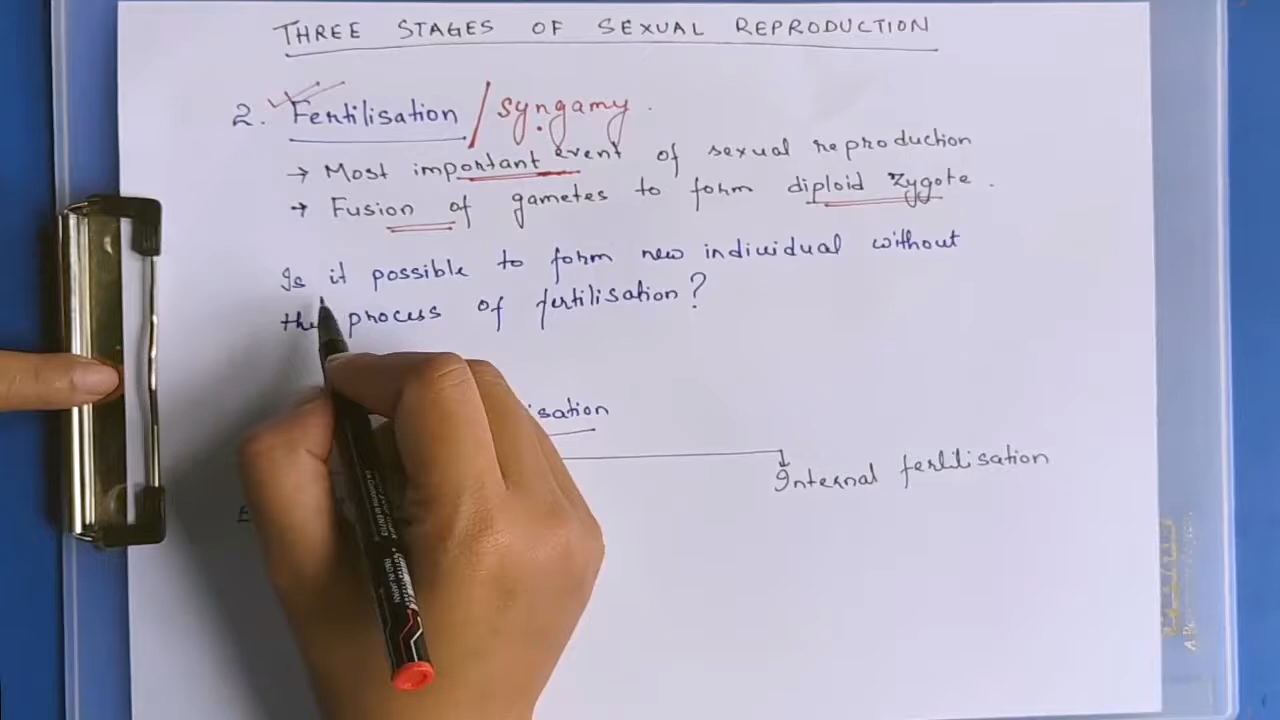 THREE STAGES OF SEXUAL REPRODUCTION
2. Fertilisation / Syngamy.
→ Most important event of sexual reproduction
→ Fusion of gametes to form diploid zygote.
Is it possible to form new individual without
the process of fertilisation?
isation
Internal fertilisation